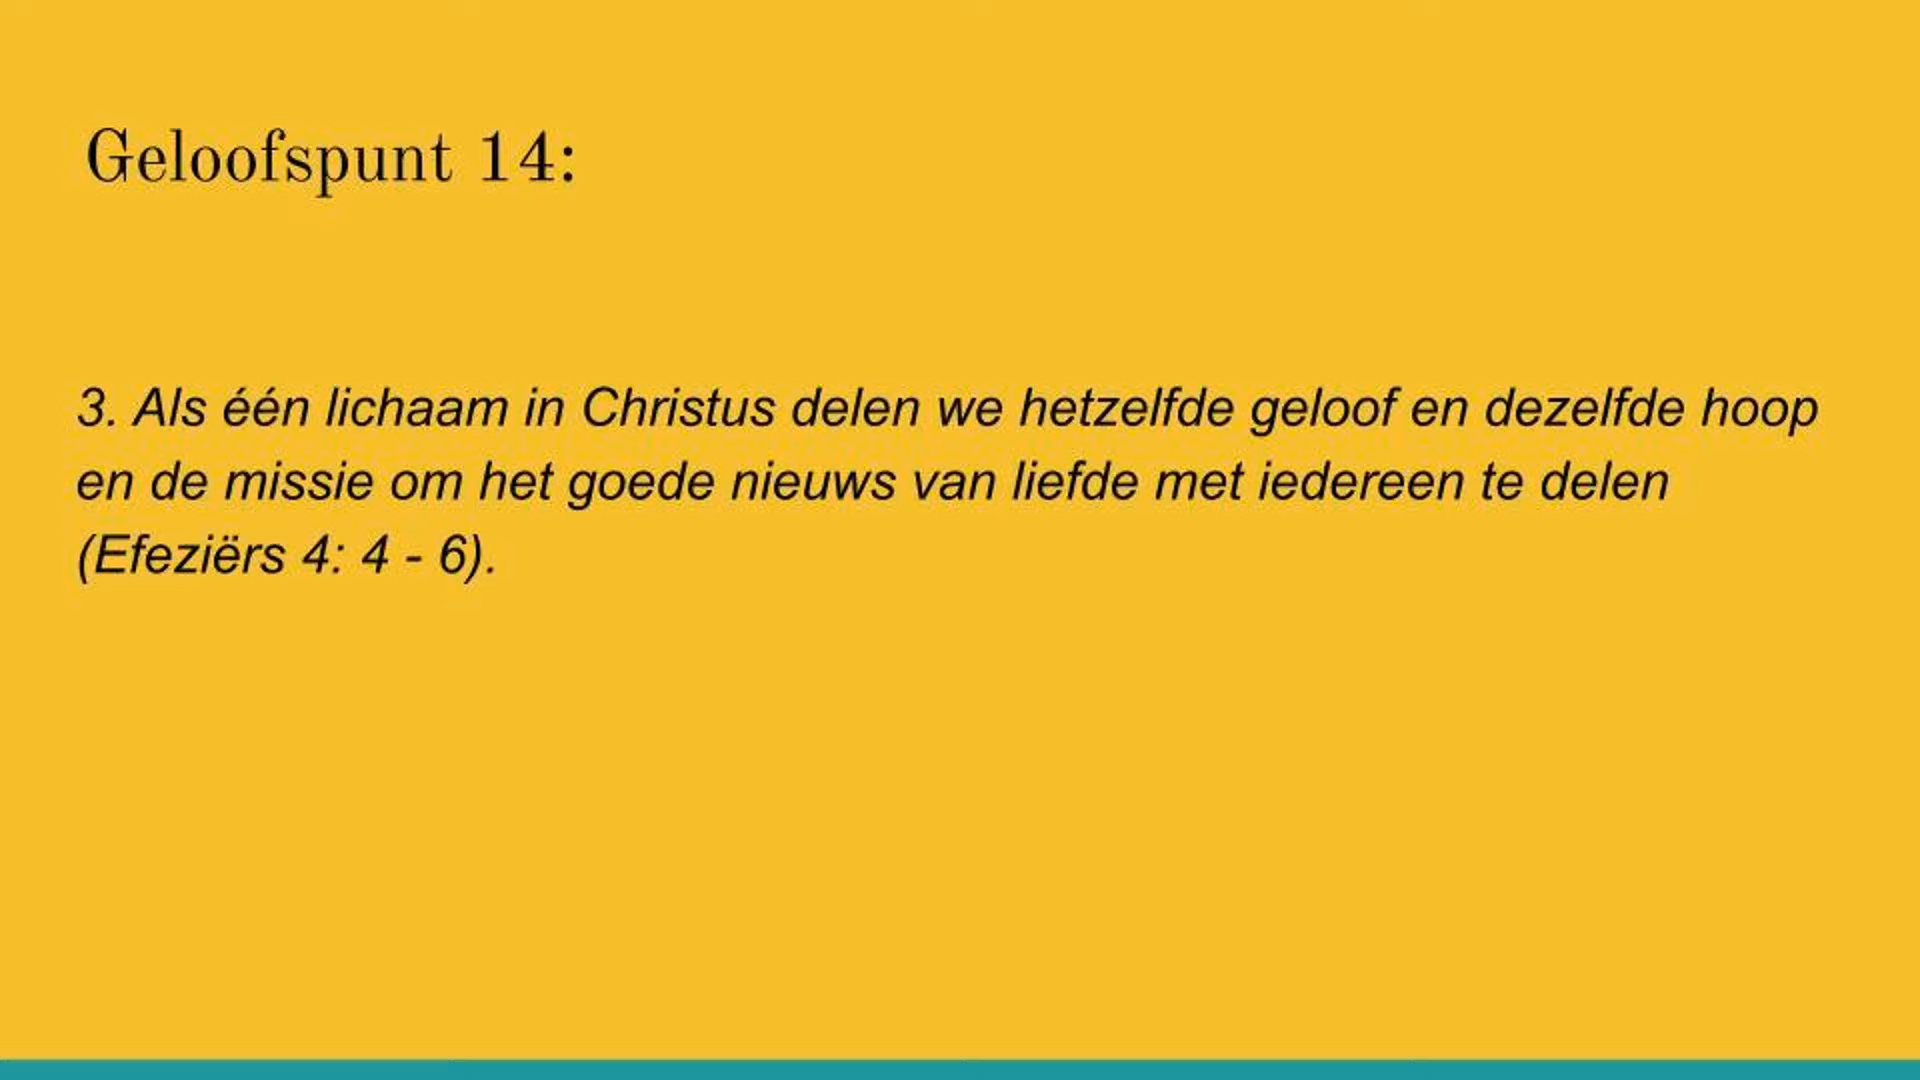 Geloofspunt 14:
3. Als één lichaam in Christus delen we hetzelfde geloof en dezelfde hoop
en de missie om het goede nieuws van liefde met iedereen te delen
(Efeziërs 4: 4 - 6).